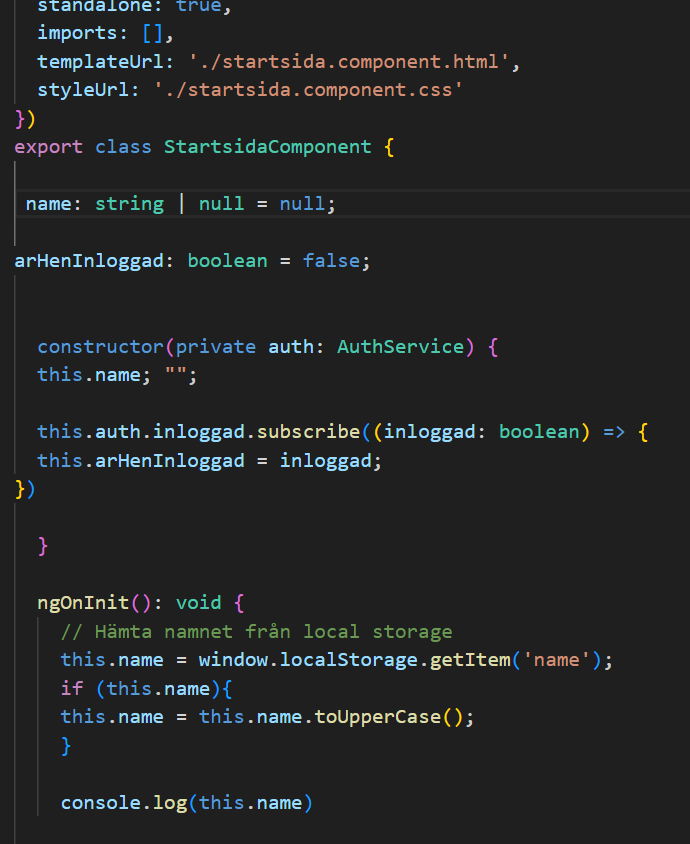 standalone: true,
imports: [],
templateUrl: './startsida.component.html',
styleUrl: './startsida.component.css'
})
export class StartsidaComponent {
name: string | null = null;
arHenInloggad: boolean = false;
constructor(private auth: AuthService) {
this.name; "";
this.auth.inloggad.subscribe((inloggad: boolean) => {
this.arHenInloggad = inloggad;
})
}
ngOnInit(): void {
// Hämta namnet från local storage
this.name = window.localStorage.getItem('name');
if (this.name){
this.name = this.name.toUpperCase();
}
console.log(this.name)